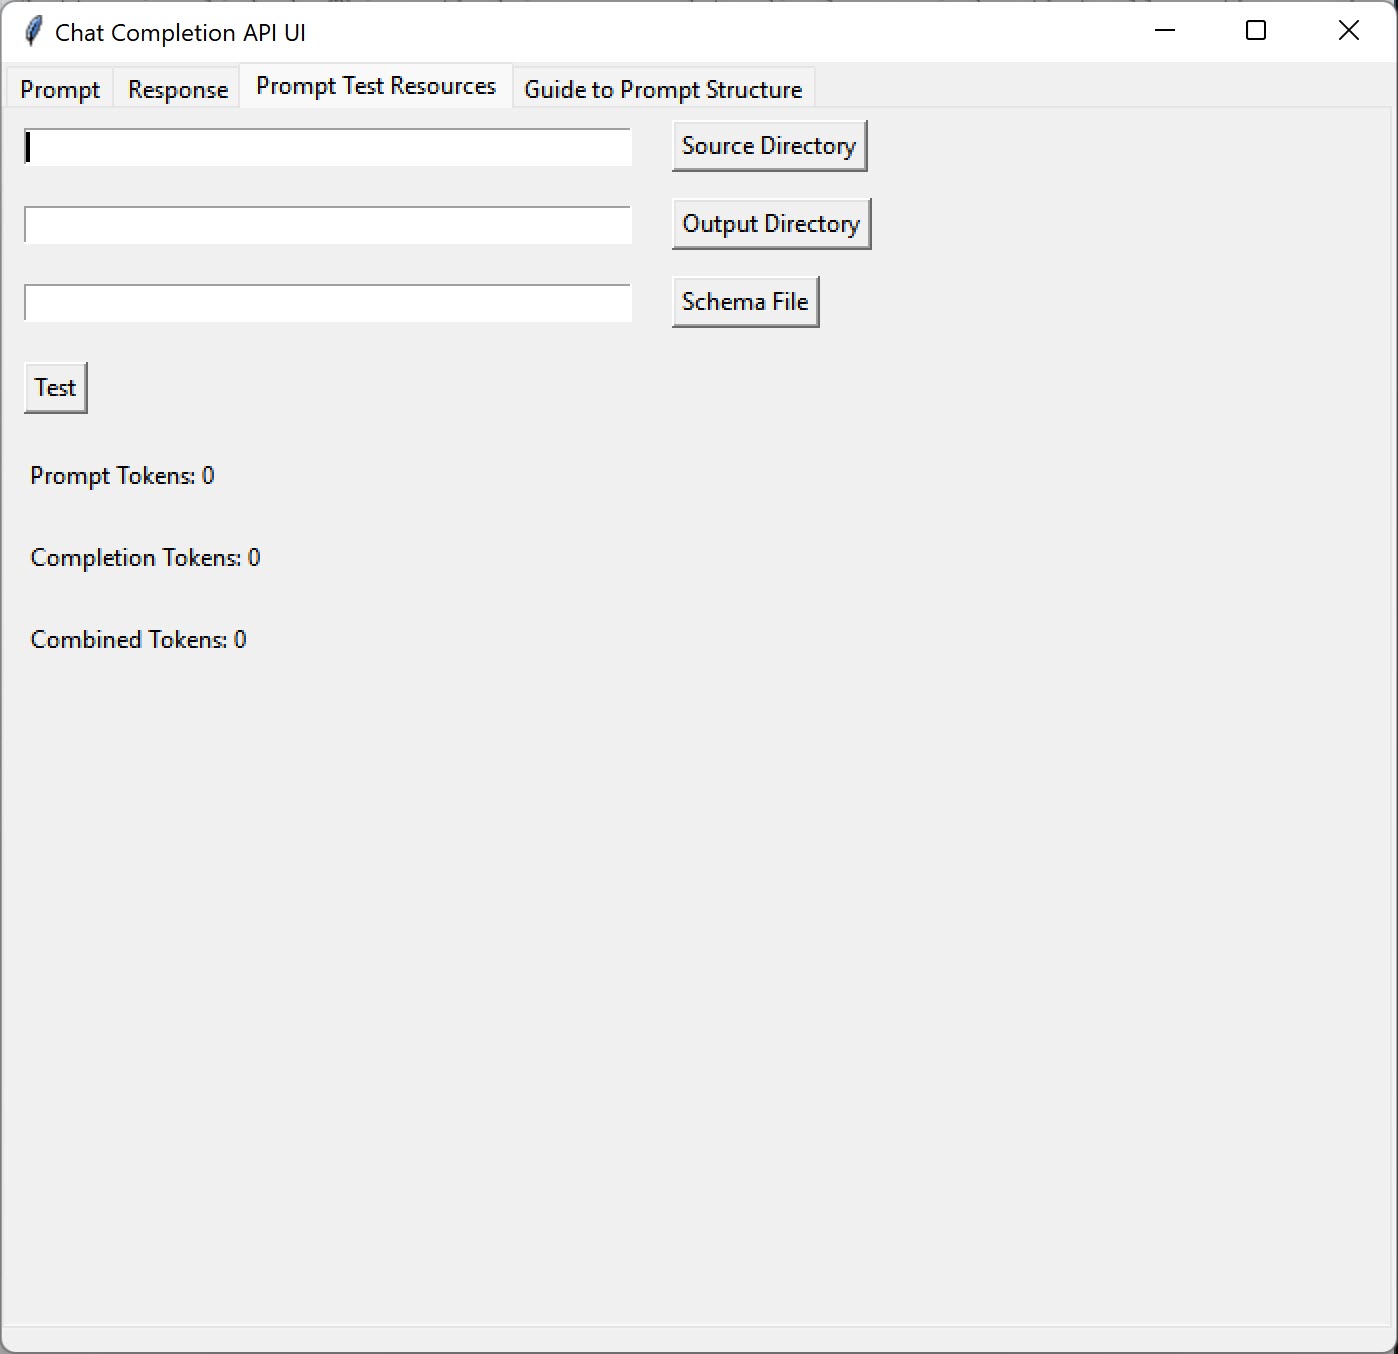 Chat Completion API UI
Prompt Response Prompt Test Resources Guide to Prompt Structure
Source Directory
Output Directory
Schema File
Test
Prompt Tokens: 0
Completion Tokens: 0
Combined Tokens: 0